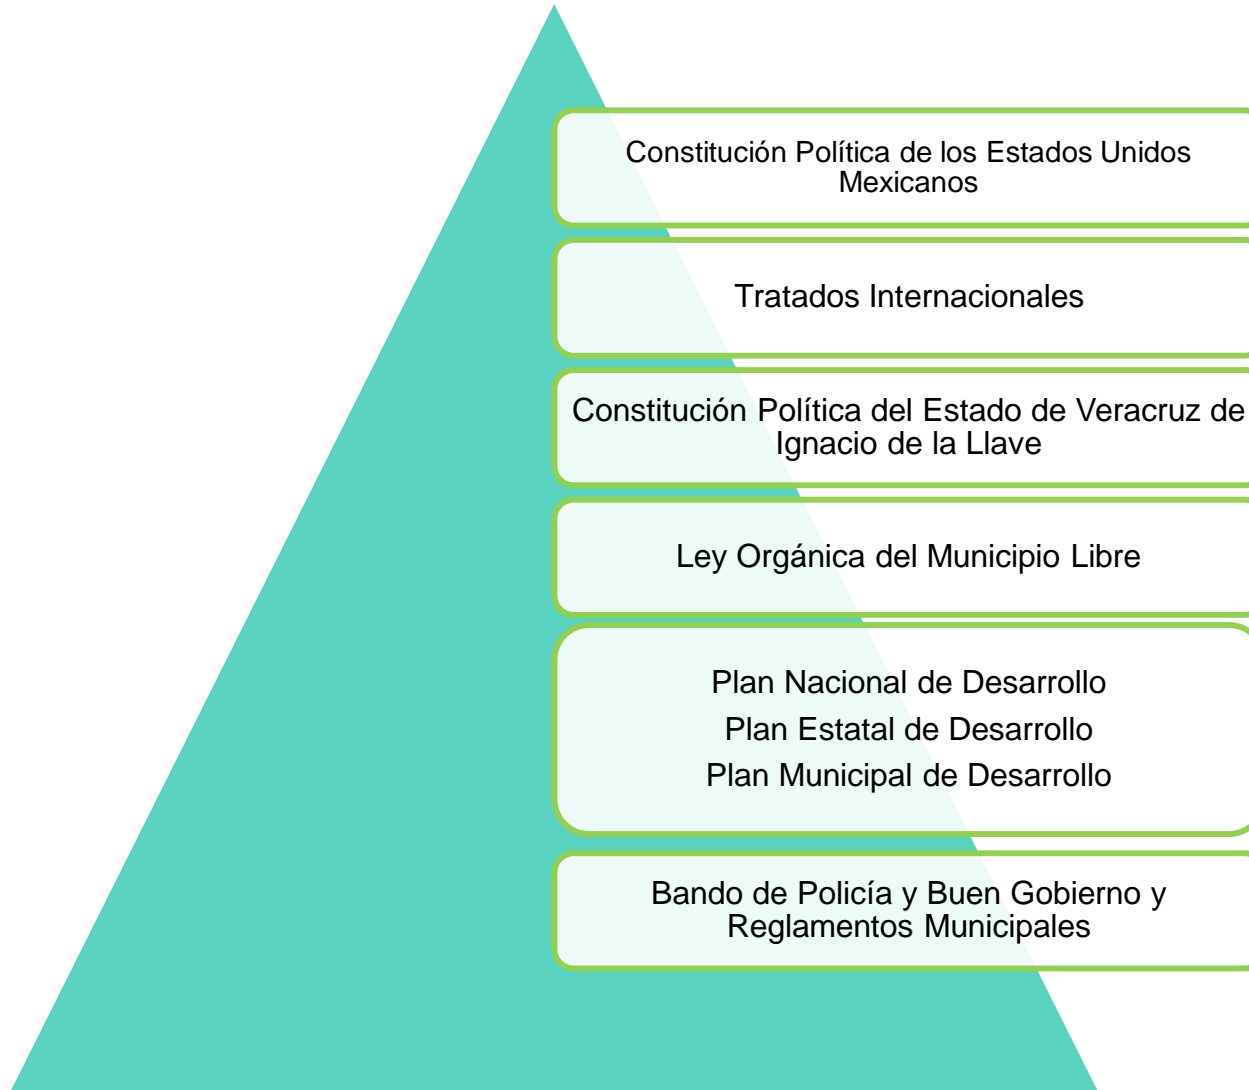 Constitución Política de los Estados Unidos
Mexicanos
Tratados Internacionales
Constitución Política del Estado de Veracruz de
Ignacio de la Llave
Ley Orgánica del Municipio Libre
Plan Nacional de Desarrollo
Plan Estatal de Desarrollo
Plan Municipal de Desarrollo
Bando de Policía y Buen Gobierno y
Reglamentos Municipales